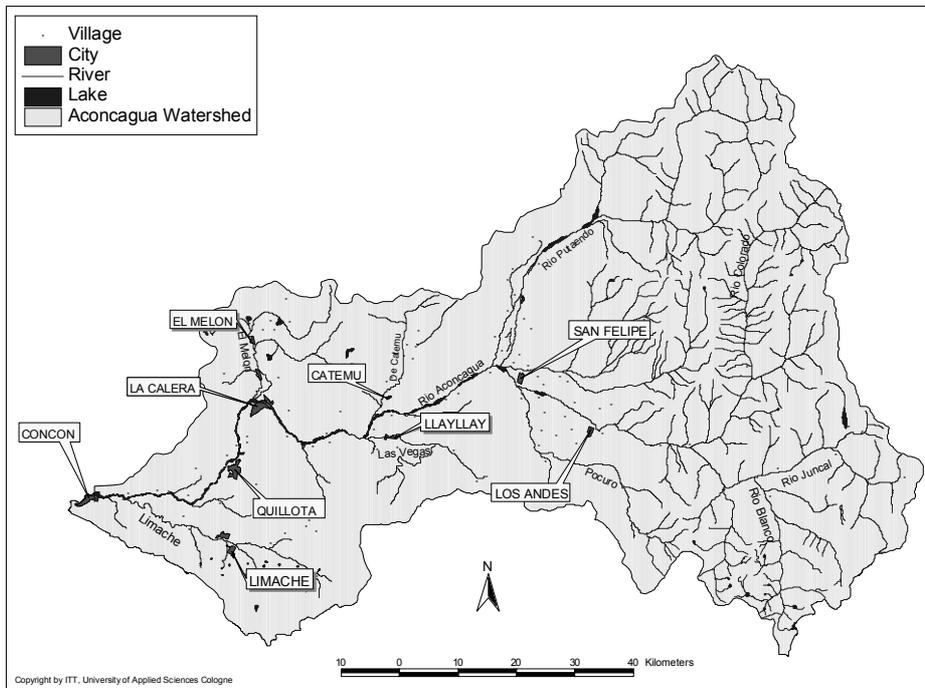 Village
City
River
Lake
Aconcagua Watershed
Rio Putaendo
Rio Colorado
EL MELON
El Melon
SAN FELIPE
De Catemu
CATEMU
LA CALERA
Rio Aconcagua
LLAYLLAY
CONCON
Las Vegas
Rio Juncal
LOS ANDES
Pocuro
QUILLOTA
Rio Blanco
Limache
LIMACHE
N
10 0 10 20 30 40 Kilometers
Copyright by ITT, University of Applied Sciences Cologne